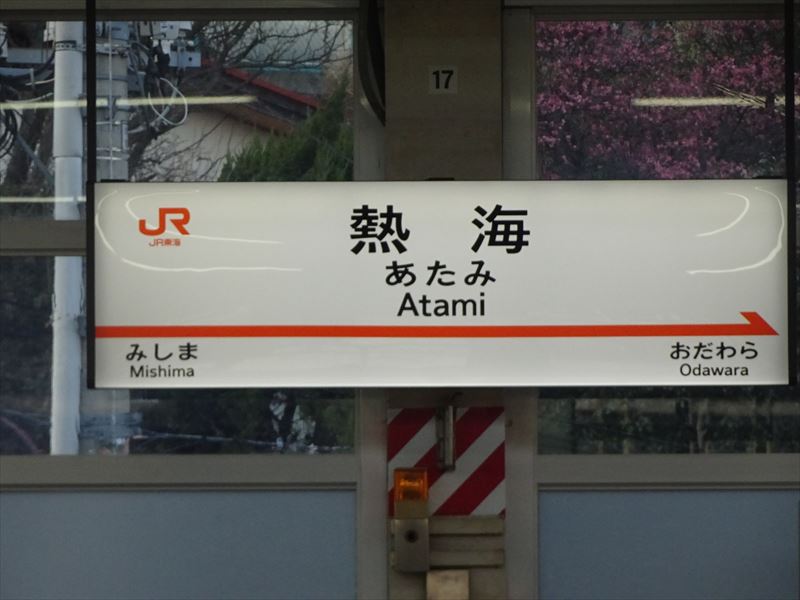 17
JR
JR東海
熱海
あたみ
Atami
みしま
Mishima
おだわら
Odawara